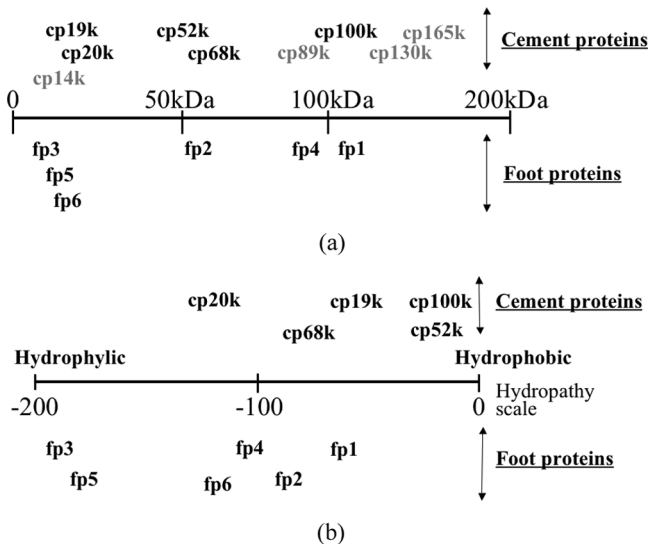 cp19k cp52k cp100k cp165k
Cement proteins
cp20k cp68k cp89k cp130k
cp14k
0 50kDa 100kDa 200kDa
fp3 fp2 fp4 fp1
fp5
Foot proteins
fp6
(a)
cp20k cp19k cp100k Cement proteins
cp68k cp52k
Hydrophylic Hydrophobic
-200 -100 0 Hydropathy
scale
fp3 fp4 fp1
Foot proteins
fp5 fp6 fp2
(b)